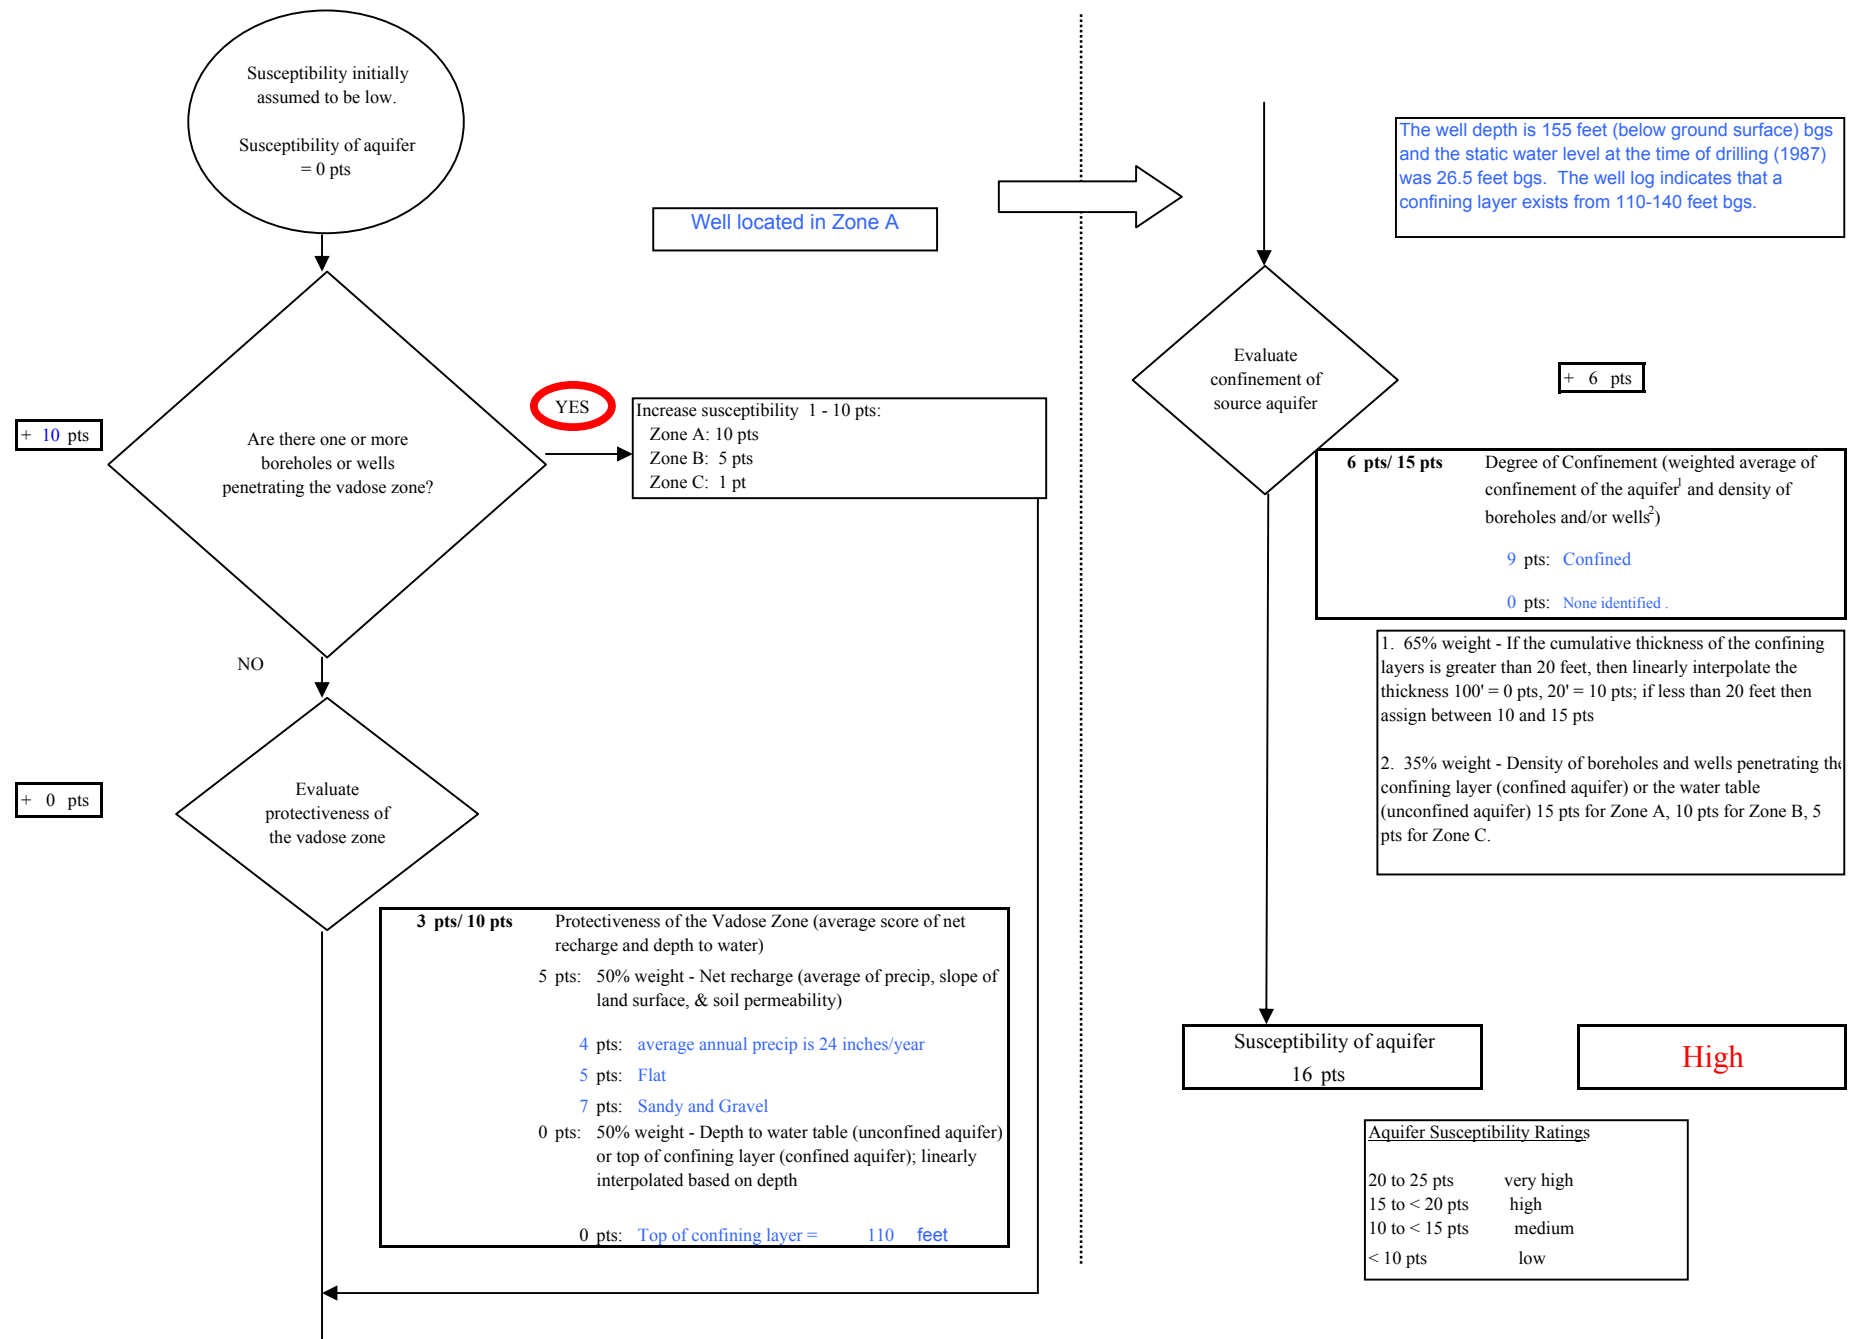 Susceptibility initially
assumed to be low.
Susceptibility of aquifer
= 0 pts
Well located in Zone A
+ 10 pts
Are there one or more
boreholes or wells
penetrating the vadose zone?
YES
Increase susceptibility 1 - 10 pts:
Zone A: 10 pts
Zone B: 5 pts
Zone C: 1 pt
NO
+ 0 pts
Evaluate
protectiveness of
the vadose zone
3 pts/ 10 pts Protectiveness of the Vadose Zone (average score of net
recharge and depth to water)
5 pts: 50% weight - Net recharge (average of precip, slope of
land surface, & soil permeability)
4 pts: average annual precip is 24 inches/year
5 pts: Flat
7 pts: Sandy and Gravel
0 pts: 50% weight - Depth to water table (unconfined aquifer)
or top of confining layer (confined aquifer); linearly
interpolated based on depth
0 pts: Top of confining layer = 110 feet
The well depth is 155 feet (below ground surface) bgs
and the static water level at the time of drilling (1987)
was 26.5 feet bgs. The well log indicates that a
confining layer exists from 110-140 feet bgs.
Evaluate
confinement of
source aquifer
+ 6 pts
6 pts/ 15 pts Degree of Confinement (weighted average of
confinement of the aquifer1 and density of
boreholes and/or wells2)
9 pts: Confined
0 pts: None identified .
1. 65% weight - If the cumulative thickness of the confining
layers is greater than 20 feet, then linearly interpolate the
thickness 100' = 0 pts, 20' = 10 pts; if less than 20 feet then
assign between 10 and 15 pts
2. 35% weight - Density of boreholes and wells penetrating the
confining layer (confined aquifer) or the water table
(unconfined aquifer) 15 pts for Zone A, 10 pts for Zone B, 5
pts for Zone C.
Susceptibility of aquifer
16 pts
High
Aquifer Susceptibility Ratings
20 to 25 pts very high
15 to < 20 pts high
10 to < 15 pts medium
< 10 pts low